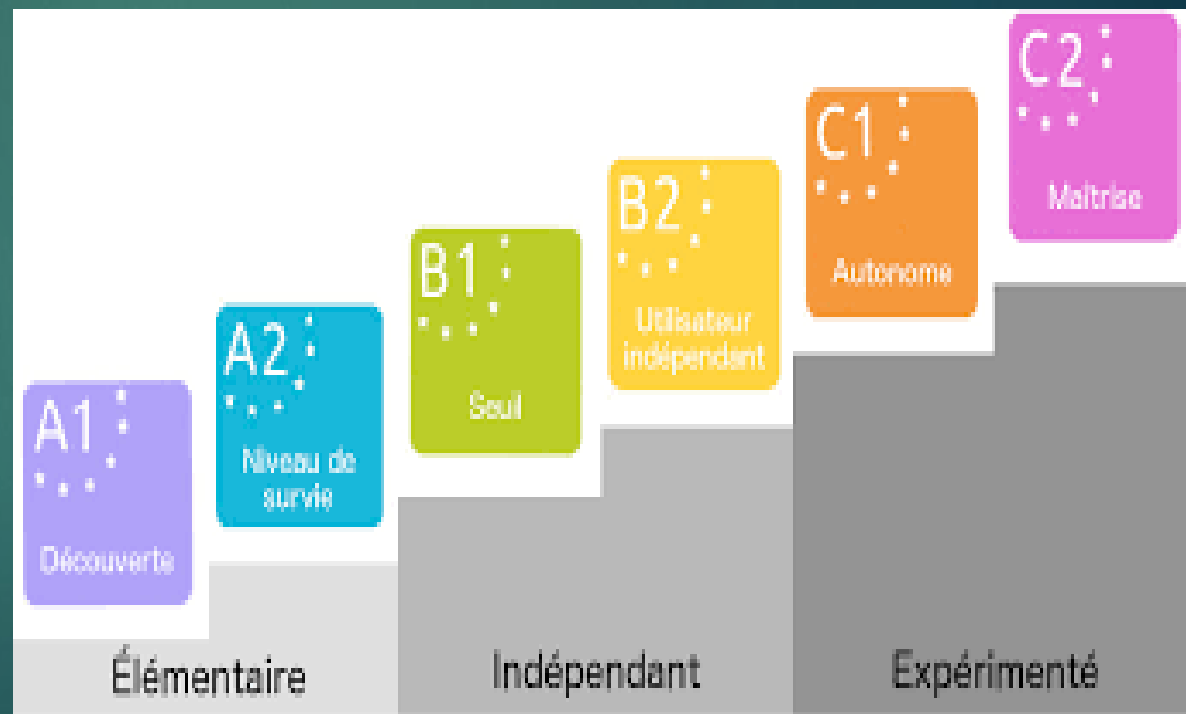 A1
Découverte
A2
Niveau de
survie
B1
Seuil
B2
Utilisateur
indépendant
C1
Autonome
C2
Maîtrise
Élémentaire
Indépendant
Expérimenté